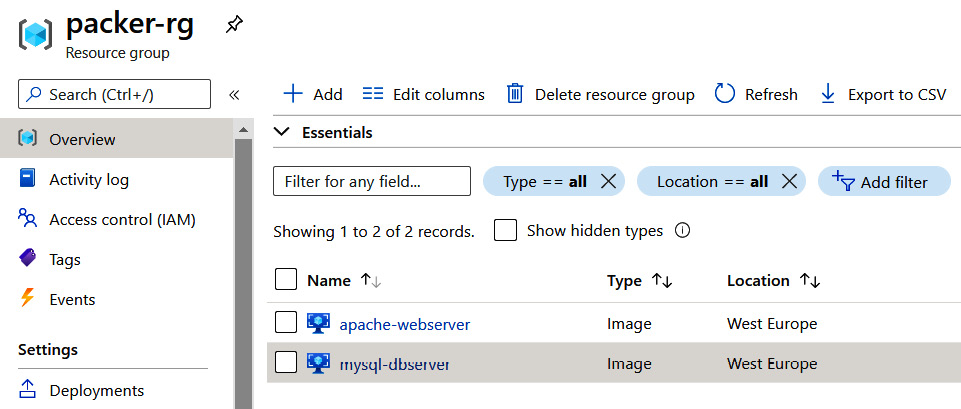 packer-rg
Resource group
Search (Ctrl+/)
«
Add
Edit columns
Delete resource group
Refresh
Export to CSV
Overview
Activity log
Access control (IAM)
Tags
Events
Settings
Deployments
Essentials
Filter for any field...
Type == all
Location == all
Add filter
Showing 1 to 2 of 2 records.
Show hidden types
Name Type Location
apache-webserver Image West Europe
mysql-dbserver Image West Europe